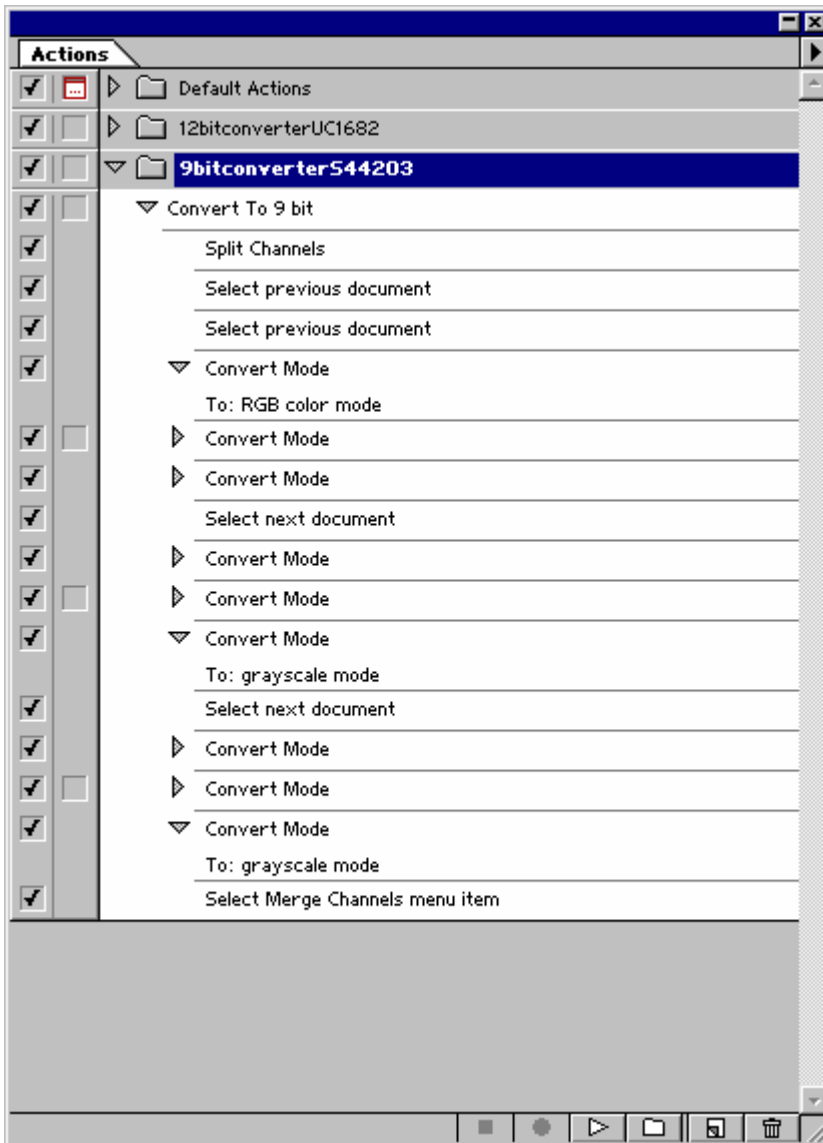 Actions
Default Actions
12bitconverterUC1682
9bitconverterS44203
Convert To 9 bit
Split Channels
Select previous document
Select previous document
Convert Mode
To: RGB color mode
Convert Mode
Convert Mode
Select next document
Convert Mode
Convert Mode
Convert Mode
To: grayscale mode
Select next document
Convert Mode
Convert Mode
Convert Mode
To: grayscale mode
Select Merge Channels menu item